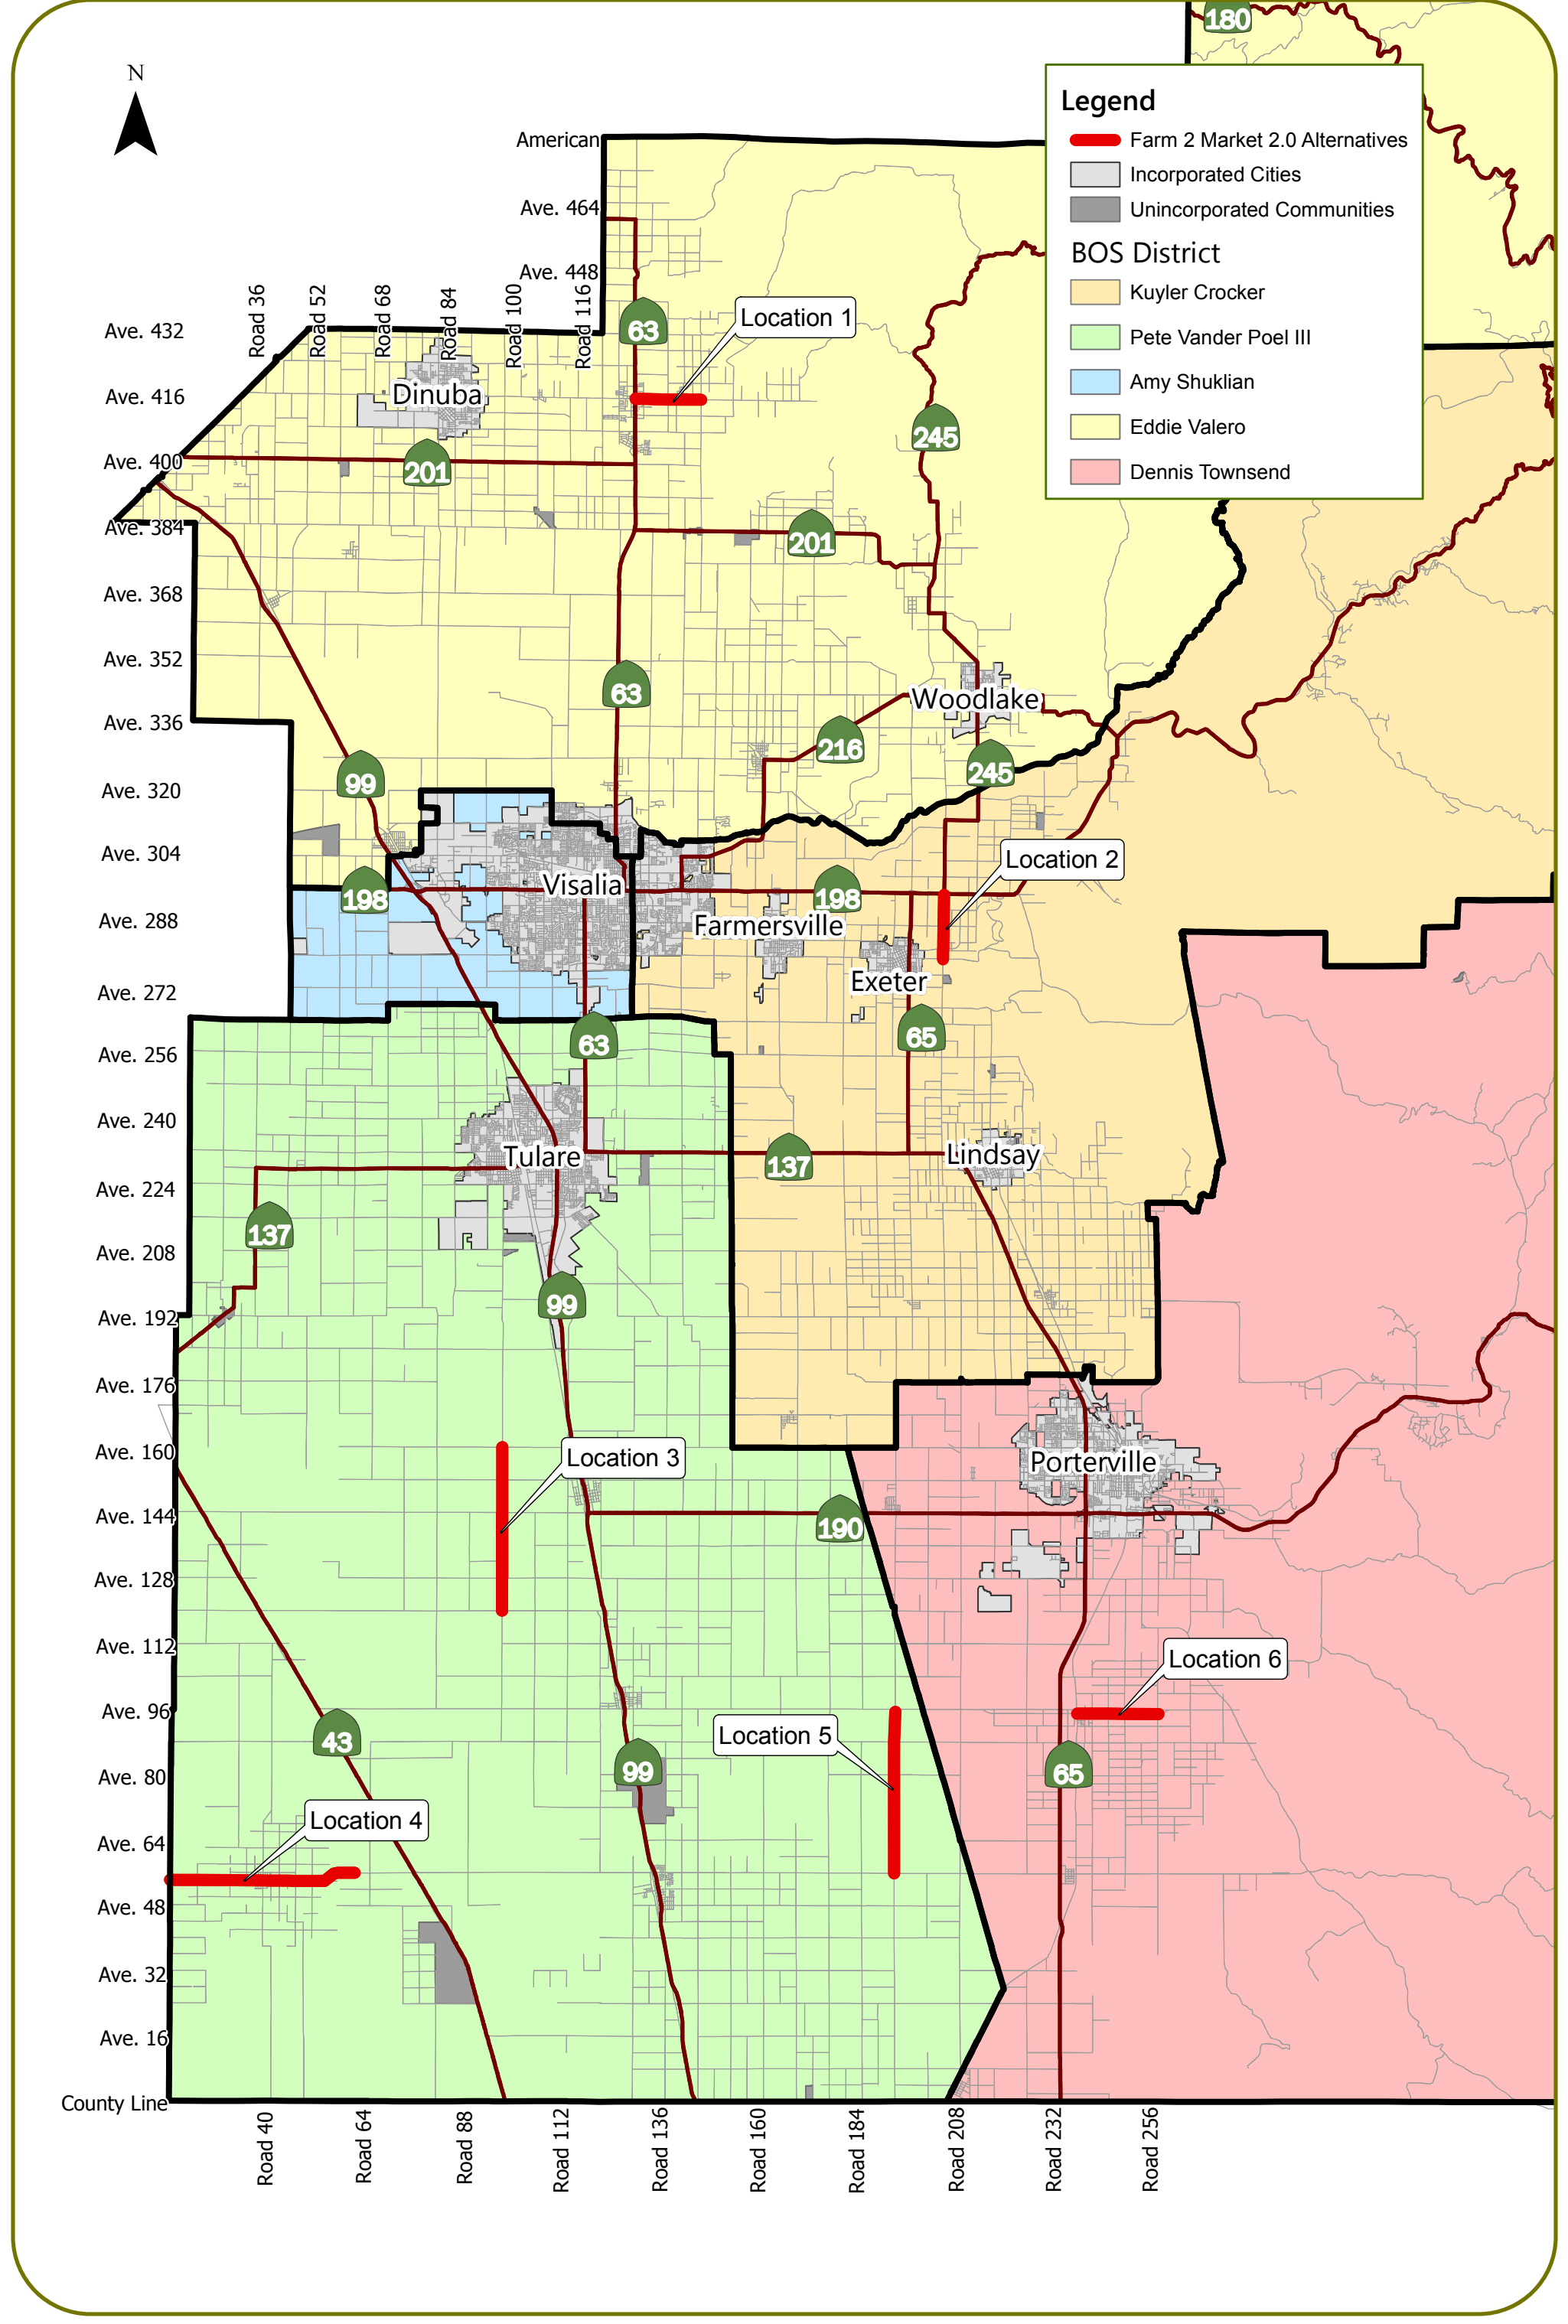 180
N
Legend
Farm 2 Market 2.0 Alternatives
Incorporated Cities
Unincorporated Communities
BOS District
Kuyler Crocker
Pete Vander Poel III
Amy Shuklian
Eddie Valero
Dennis Townsend
American
Ave. 464
Ave. 448
Road 36
Road 52
Road 68
Road 84
Road 100
Road 116
Ave. 432
63
Location 1
Ave. 416
Dinuba
245
Ave. 400
201
Ave. 384
201
Ave. 368
Ave. 352
63
Woodlake
Ave. 336
216
99
245
Ave. 320
Ave. 304
Location 2
198
Visalia
198
Ave. 288
Farmersville
Exeter
Ave. 272
63
65
Ave. 256
Ave. 240
Tulare
137
Lindsay
Ave. 224
137
Ave. 208
99
Ave. 192
Ave. 176
Ave. 160
Location 3
Porterville
Ave. 144
190
Ave. 128
Ave. 112
Location 6
Ave. 96
43
Location 5
99
65
Ave. 80
Location 4
Ave. 64
Ave. 48
Ave. 32
Ave. 16
County Line
Road 40
Road 64
Road 88
Road 112
Road 136
Road 160
Road 184
Road 208
Road 232
Road 256